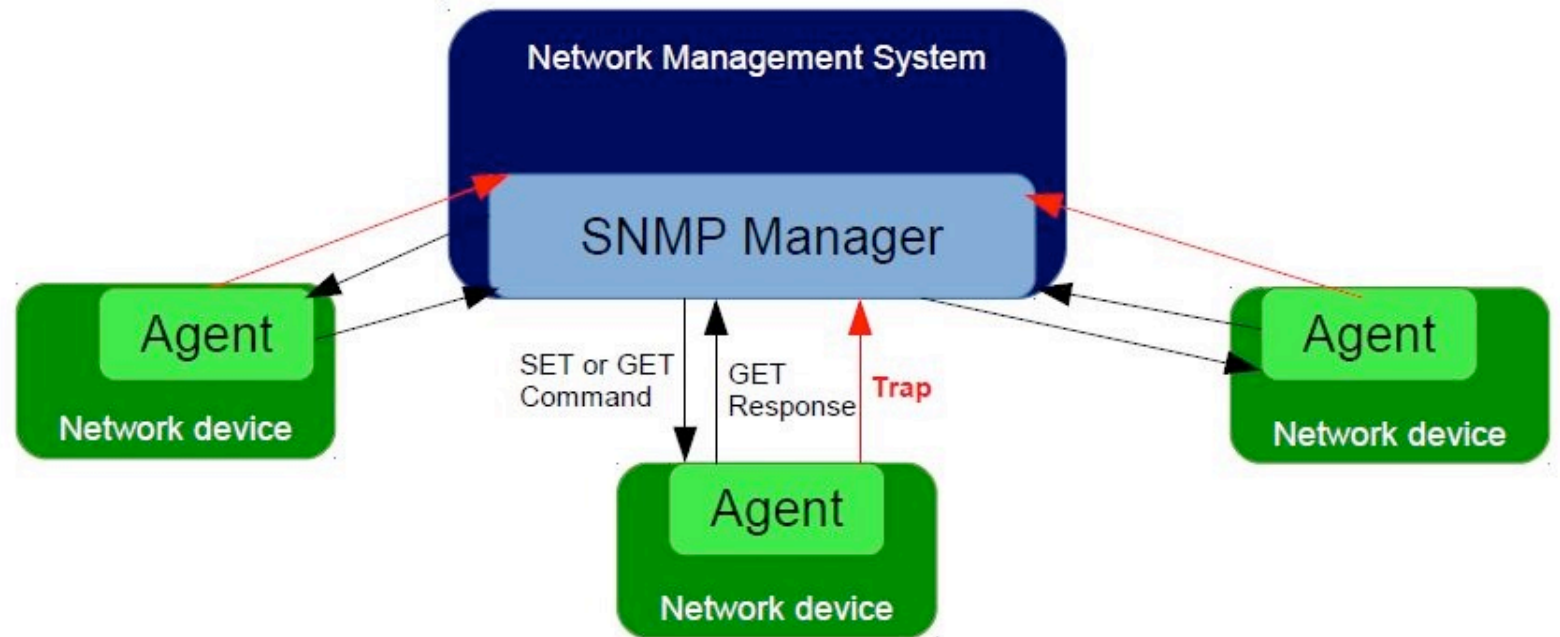 Network Management System
SNMP Manager
Agent
Network device
SET or GET
Command
GET
Response
Trap
Agent
Network device
Agent
Network device